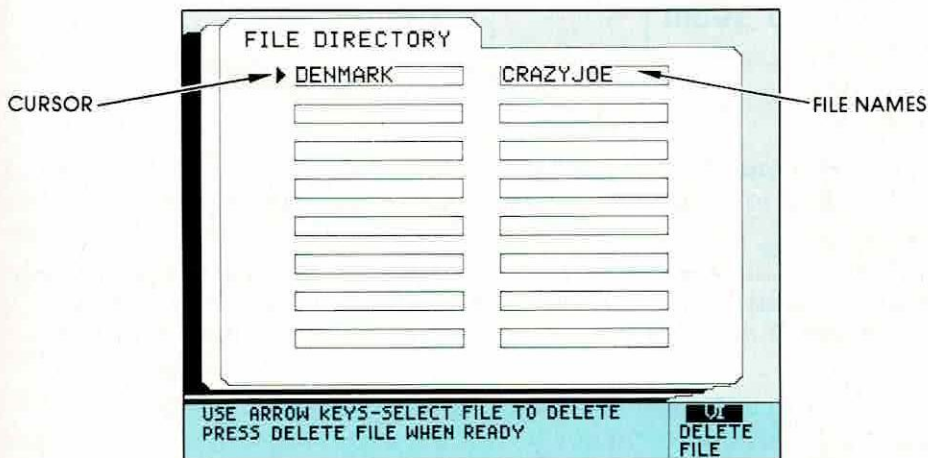 FILE DIRECTORY
DENMARK CRAZYJOE
CURSOR
FILE NAMES
USE ARROW KEYS-SELECT FILE TO DELETE
PRESS DELETE FILE WHEN READY
VI
DELETE
FILE